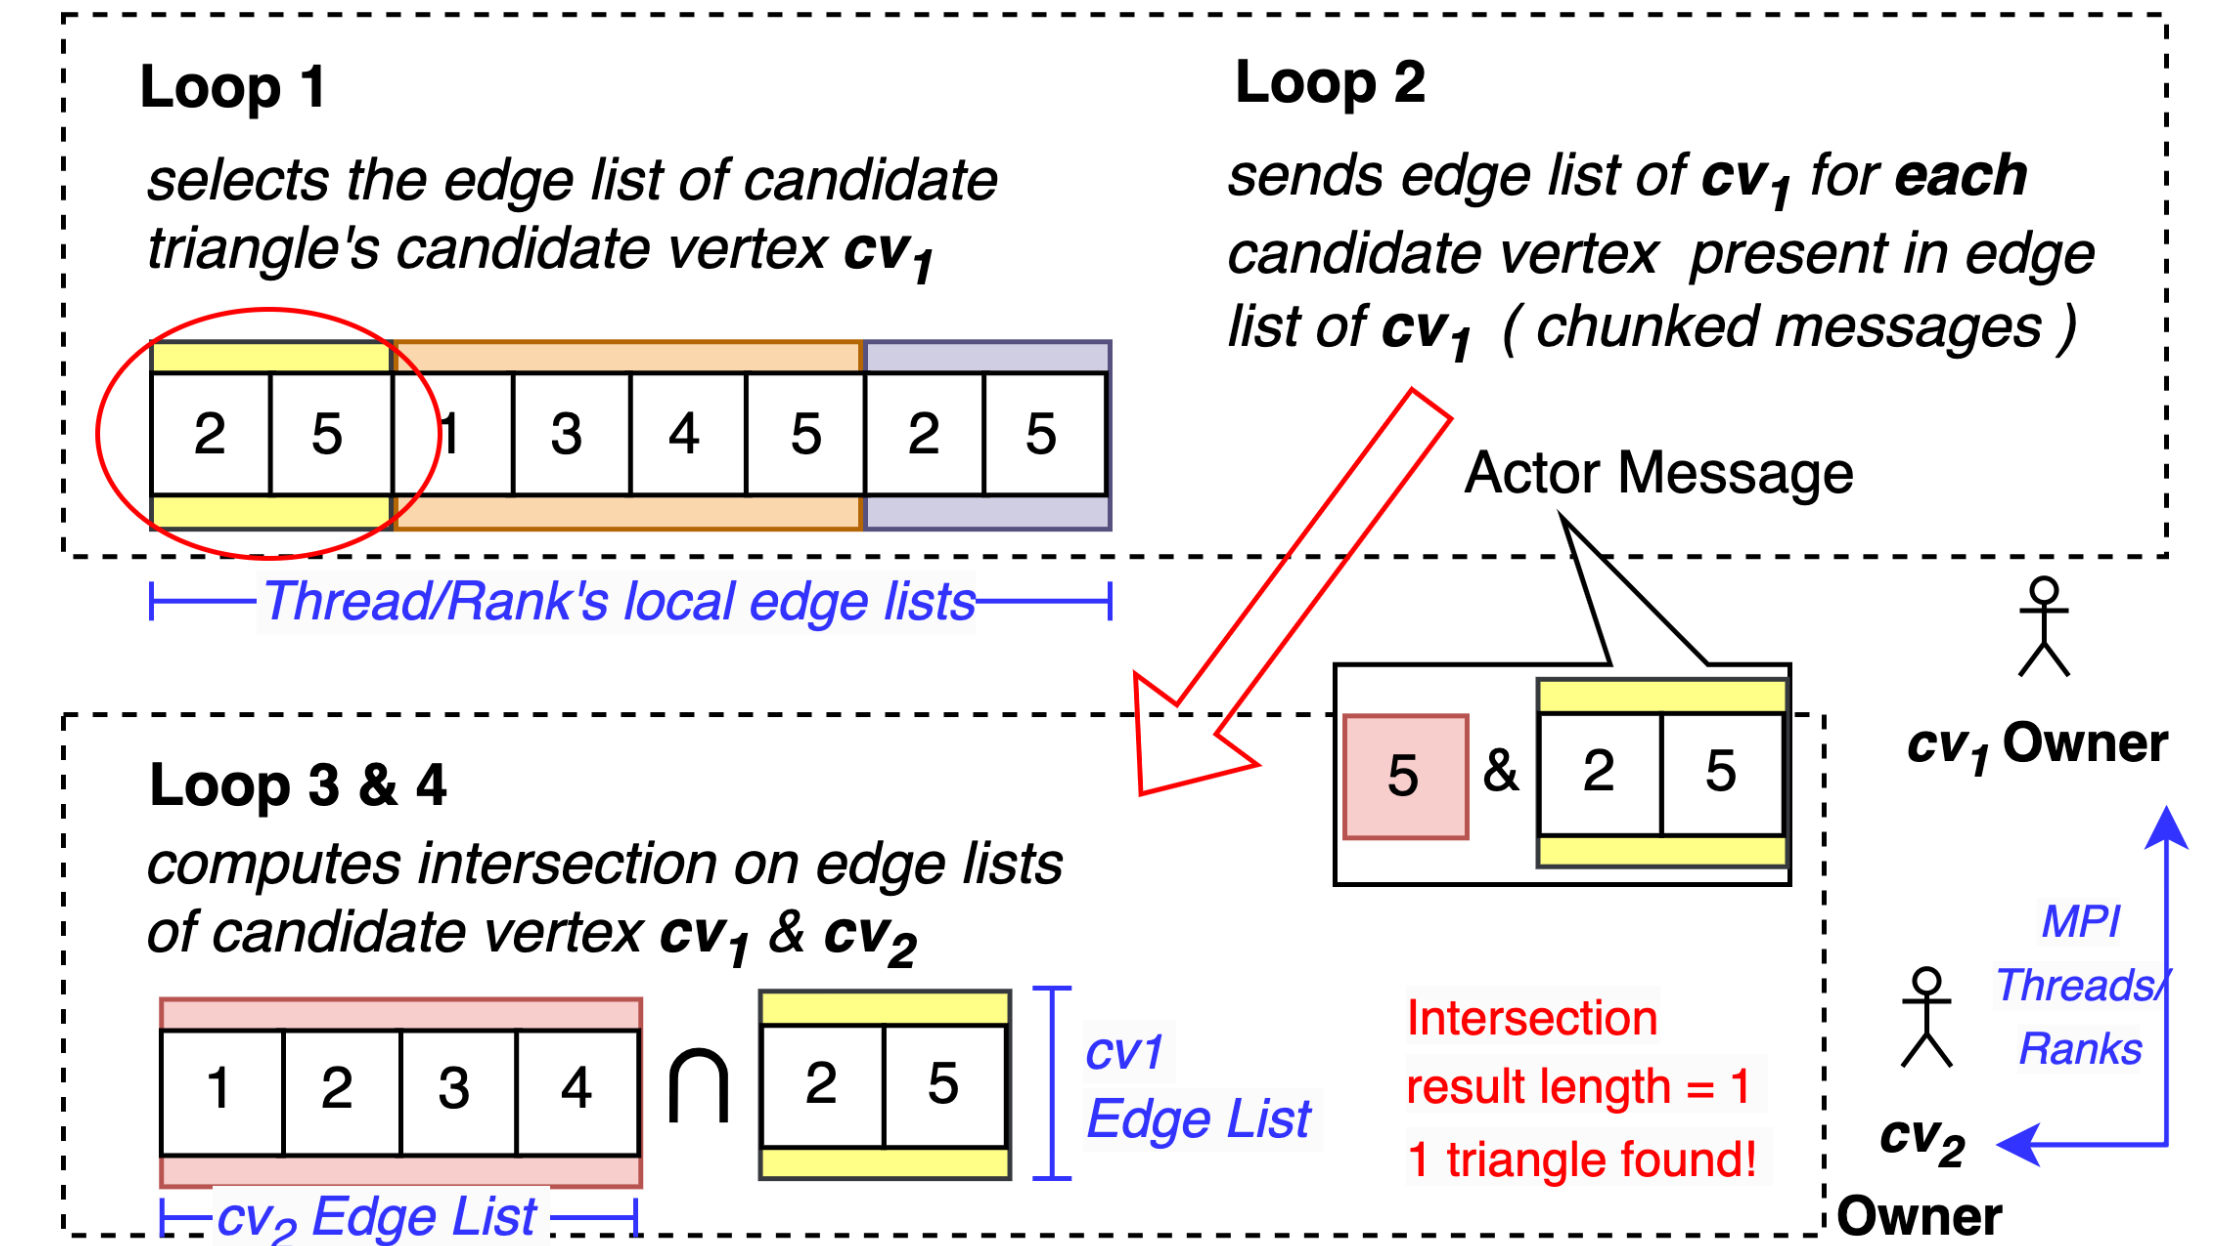 Loop 1
selects the edge list of candidate
triangle's candidate vertex cv1
2 5 1 3 4 5 2 5
Thread/Rank's local edge lists
Loop 2
sends edge list of cv1 for each
candidate vertex present in edge
list of cv1 ( chunked messages )
Actor Message
5 & 2 5
cv1 Owner
Loop 3 & 4
computes intersection on edge lists
of candidate vertex cv1 & cv2
1 2 3 4 ∩ 2 5
cv2 Edge List
cv1
Edge List
Intersection
result length = 1
1 triangle found!
MPI
Threads/
Ranks
cv2
Owner